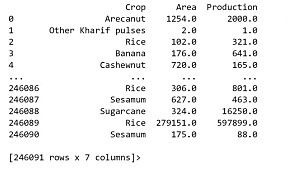 Crop Area Production
0 Arecanut 1254.0 2000.0
1 Other Kharif pulses 2.0 1.0
2 Rice 102.0 321.0
3 Banana 176.0 641.0
4 Cashewnut 720.0 165.0
... ... ... ...
246086 Rice 306.0 801.0
246087 Sesamum 627.0 463.0
246088 Sugarcane 324.0 16250.0
246089 Rice 279151.0 597899.0
246090 Sesamum 175.0 88.0
[246091 rows x 7 columns]>